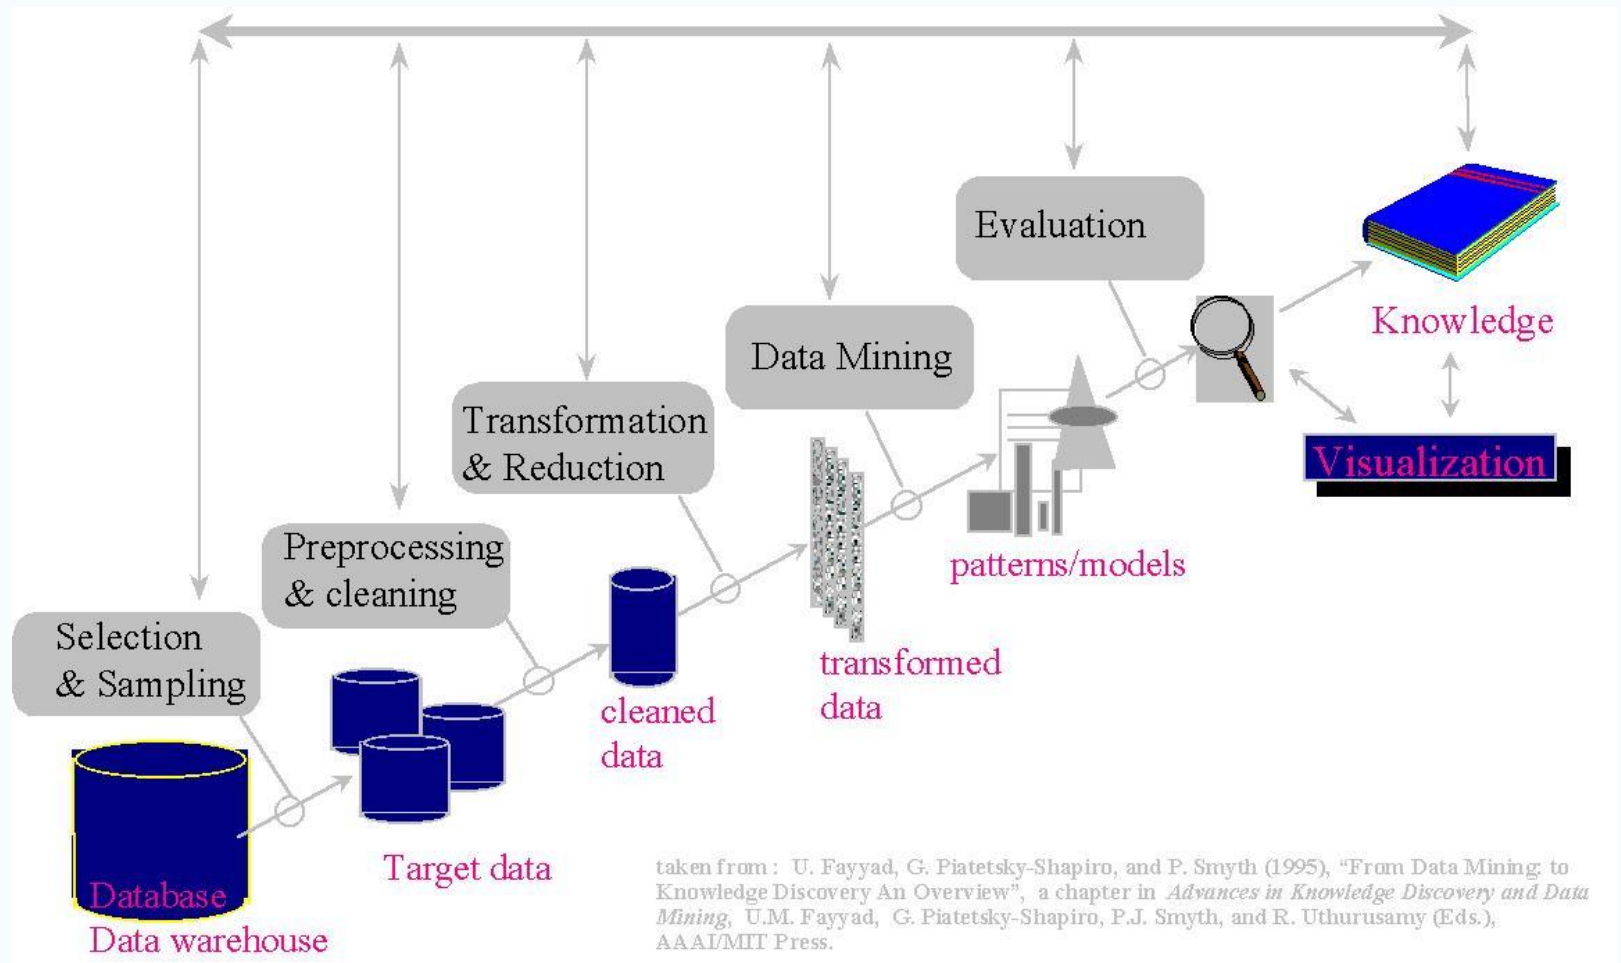 Evaluation
Knowledge
Data Mining
Transformation
& Reduction
Visualization
Preprocessing
& cleaning
patterns/models
Selection
& Sampling
transformed
data
cleaned
data
Target data
Database
Data warehouse
taken from : U. Fayyad, G. Piatetsky-Shapiro, and P. Smyth (1995), “From Data Mining: to
Knowledge Discovery An Overview”, a chapter in Advances in Knowledge Discovery and Data
Mining, U.M. Fayyad, G. Piatetsky-Shapiro, P.J. Smyth, and R. Uthurusamy (Eds.),
AAAI/MIT Press.